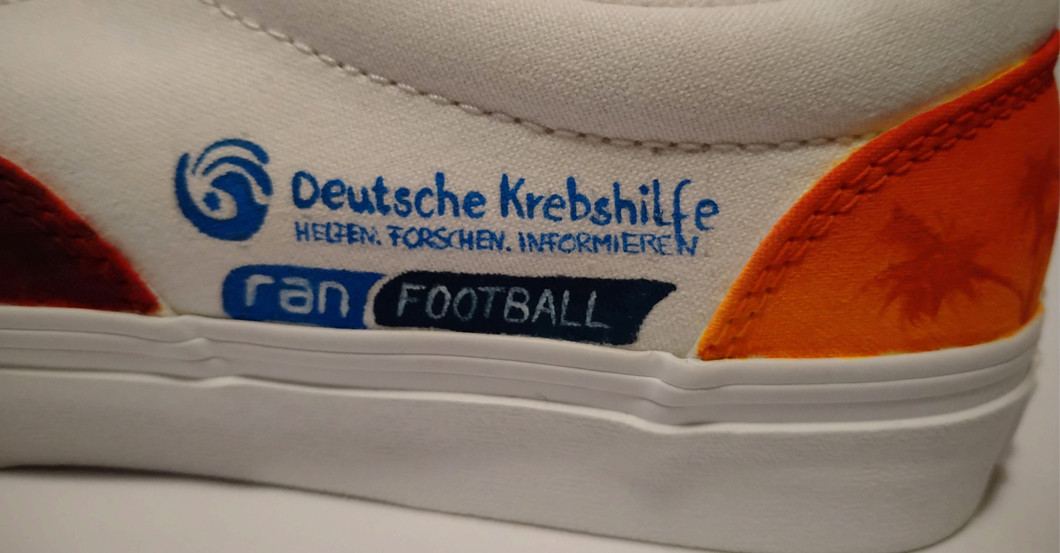 Deutsche Krebshilfe
HELFEN. FORSCHEN. INFORMIEREN
ran FOOTBALL